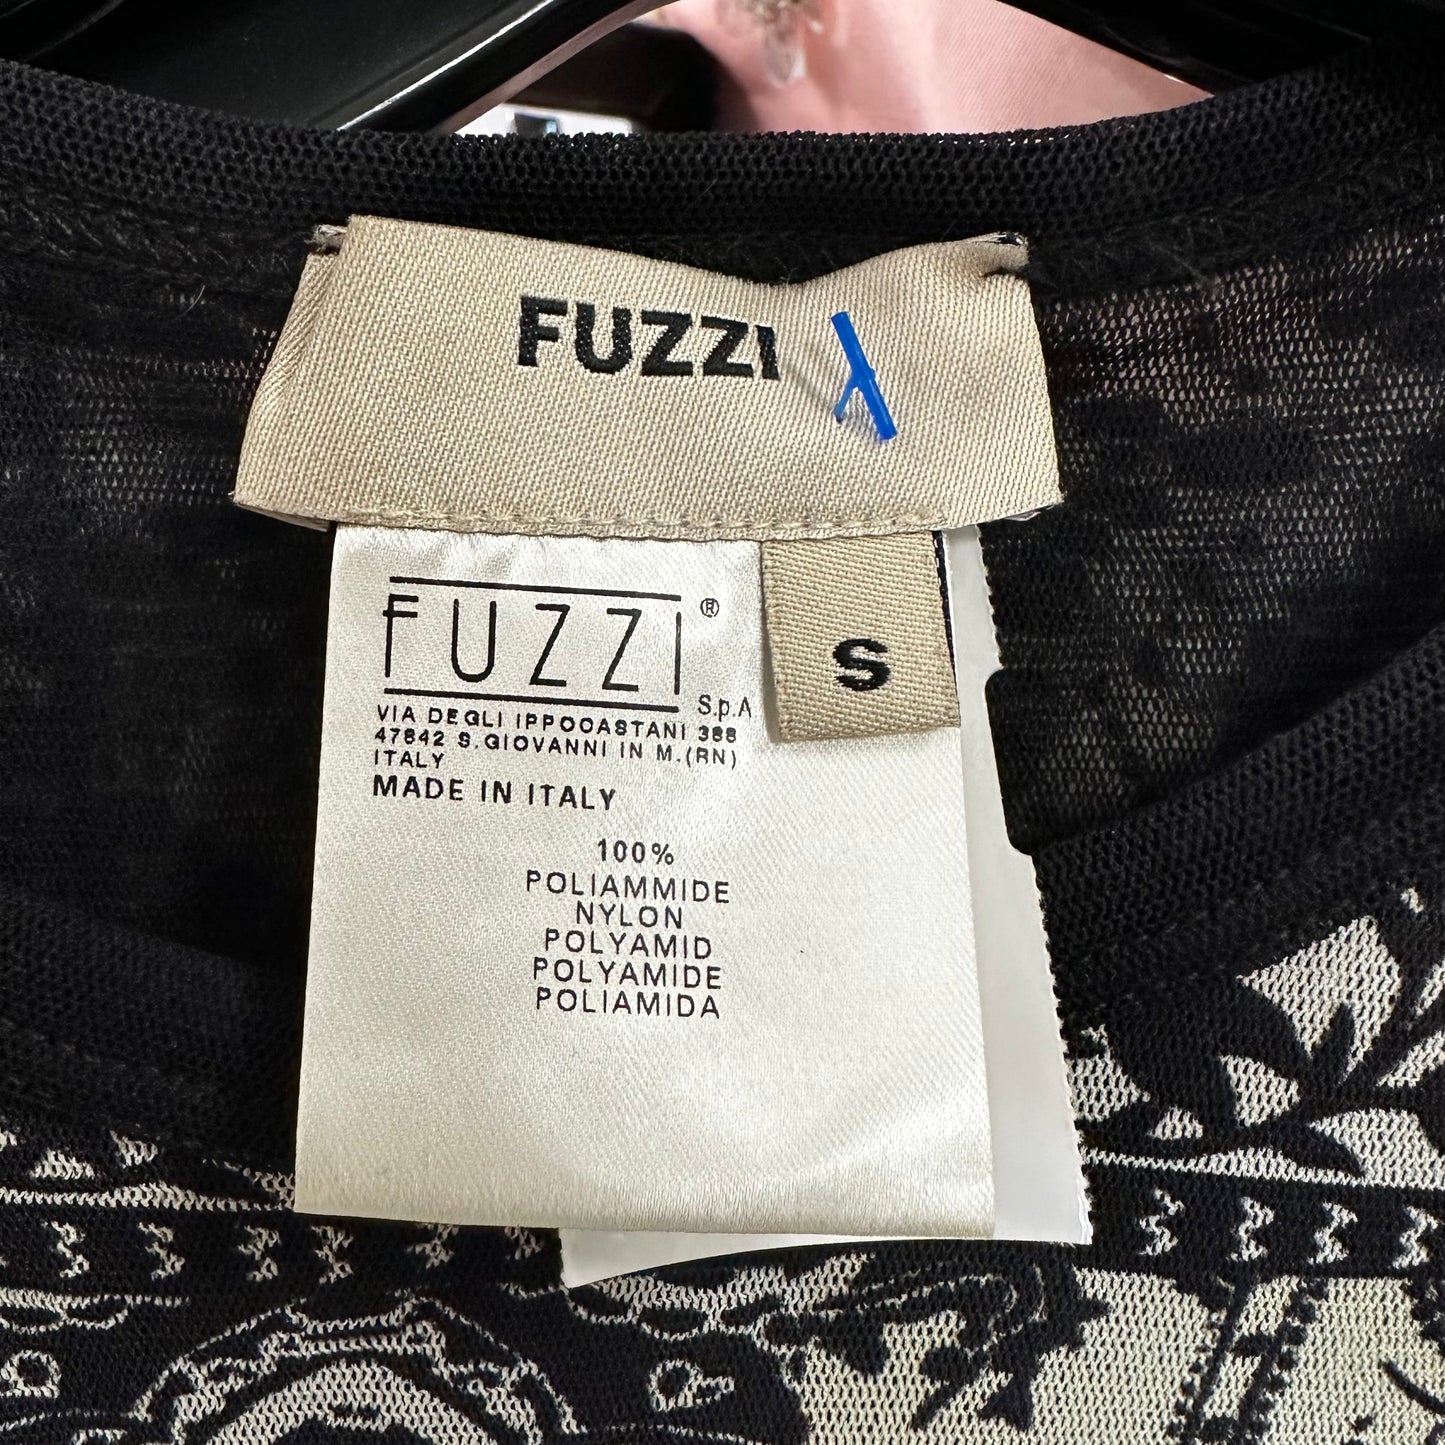 FUZZI
FUZZI®
S.p.A
S
VIA DEGLI IPPOCASTANI 388
47842 S.GIOVANNI IN M.(RN)
ITALY
MADE IN ITALY
100%
POLIAMMIDE
NYLON
POLYAMID
POLYAMIDE
POLIAMIDA